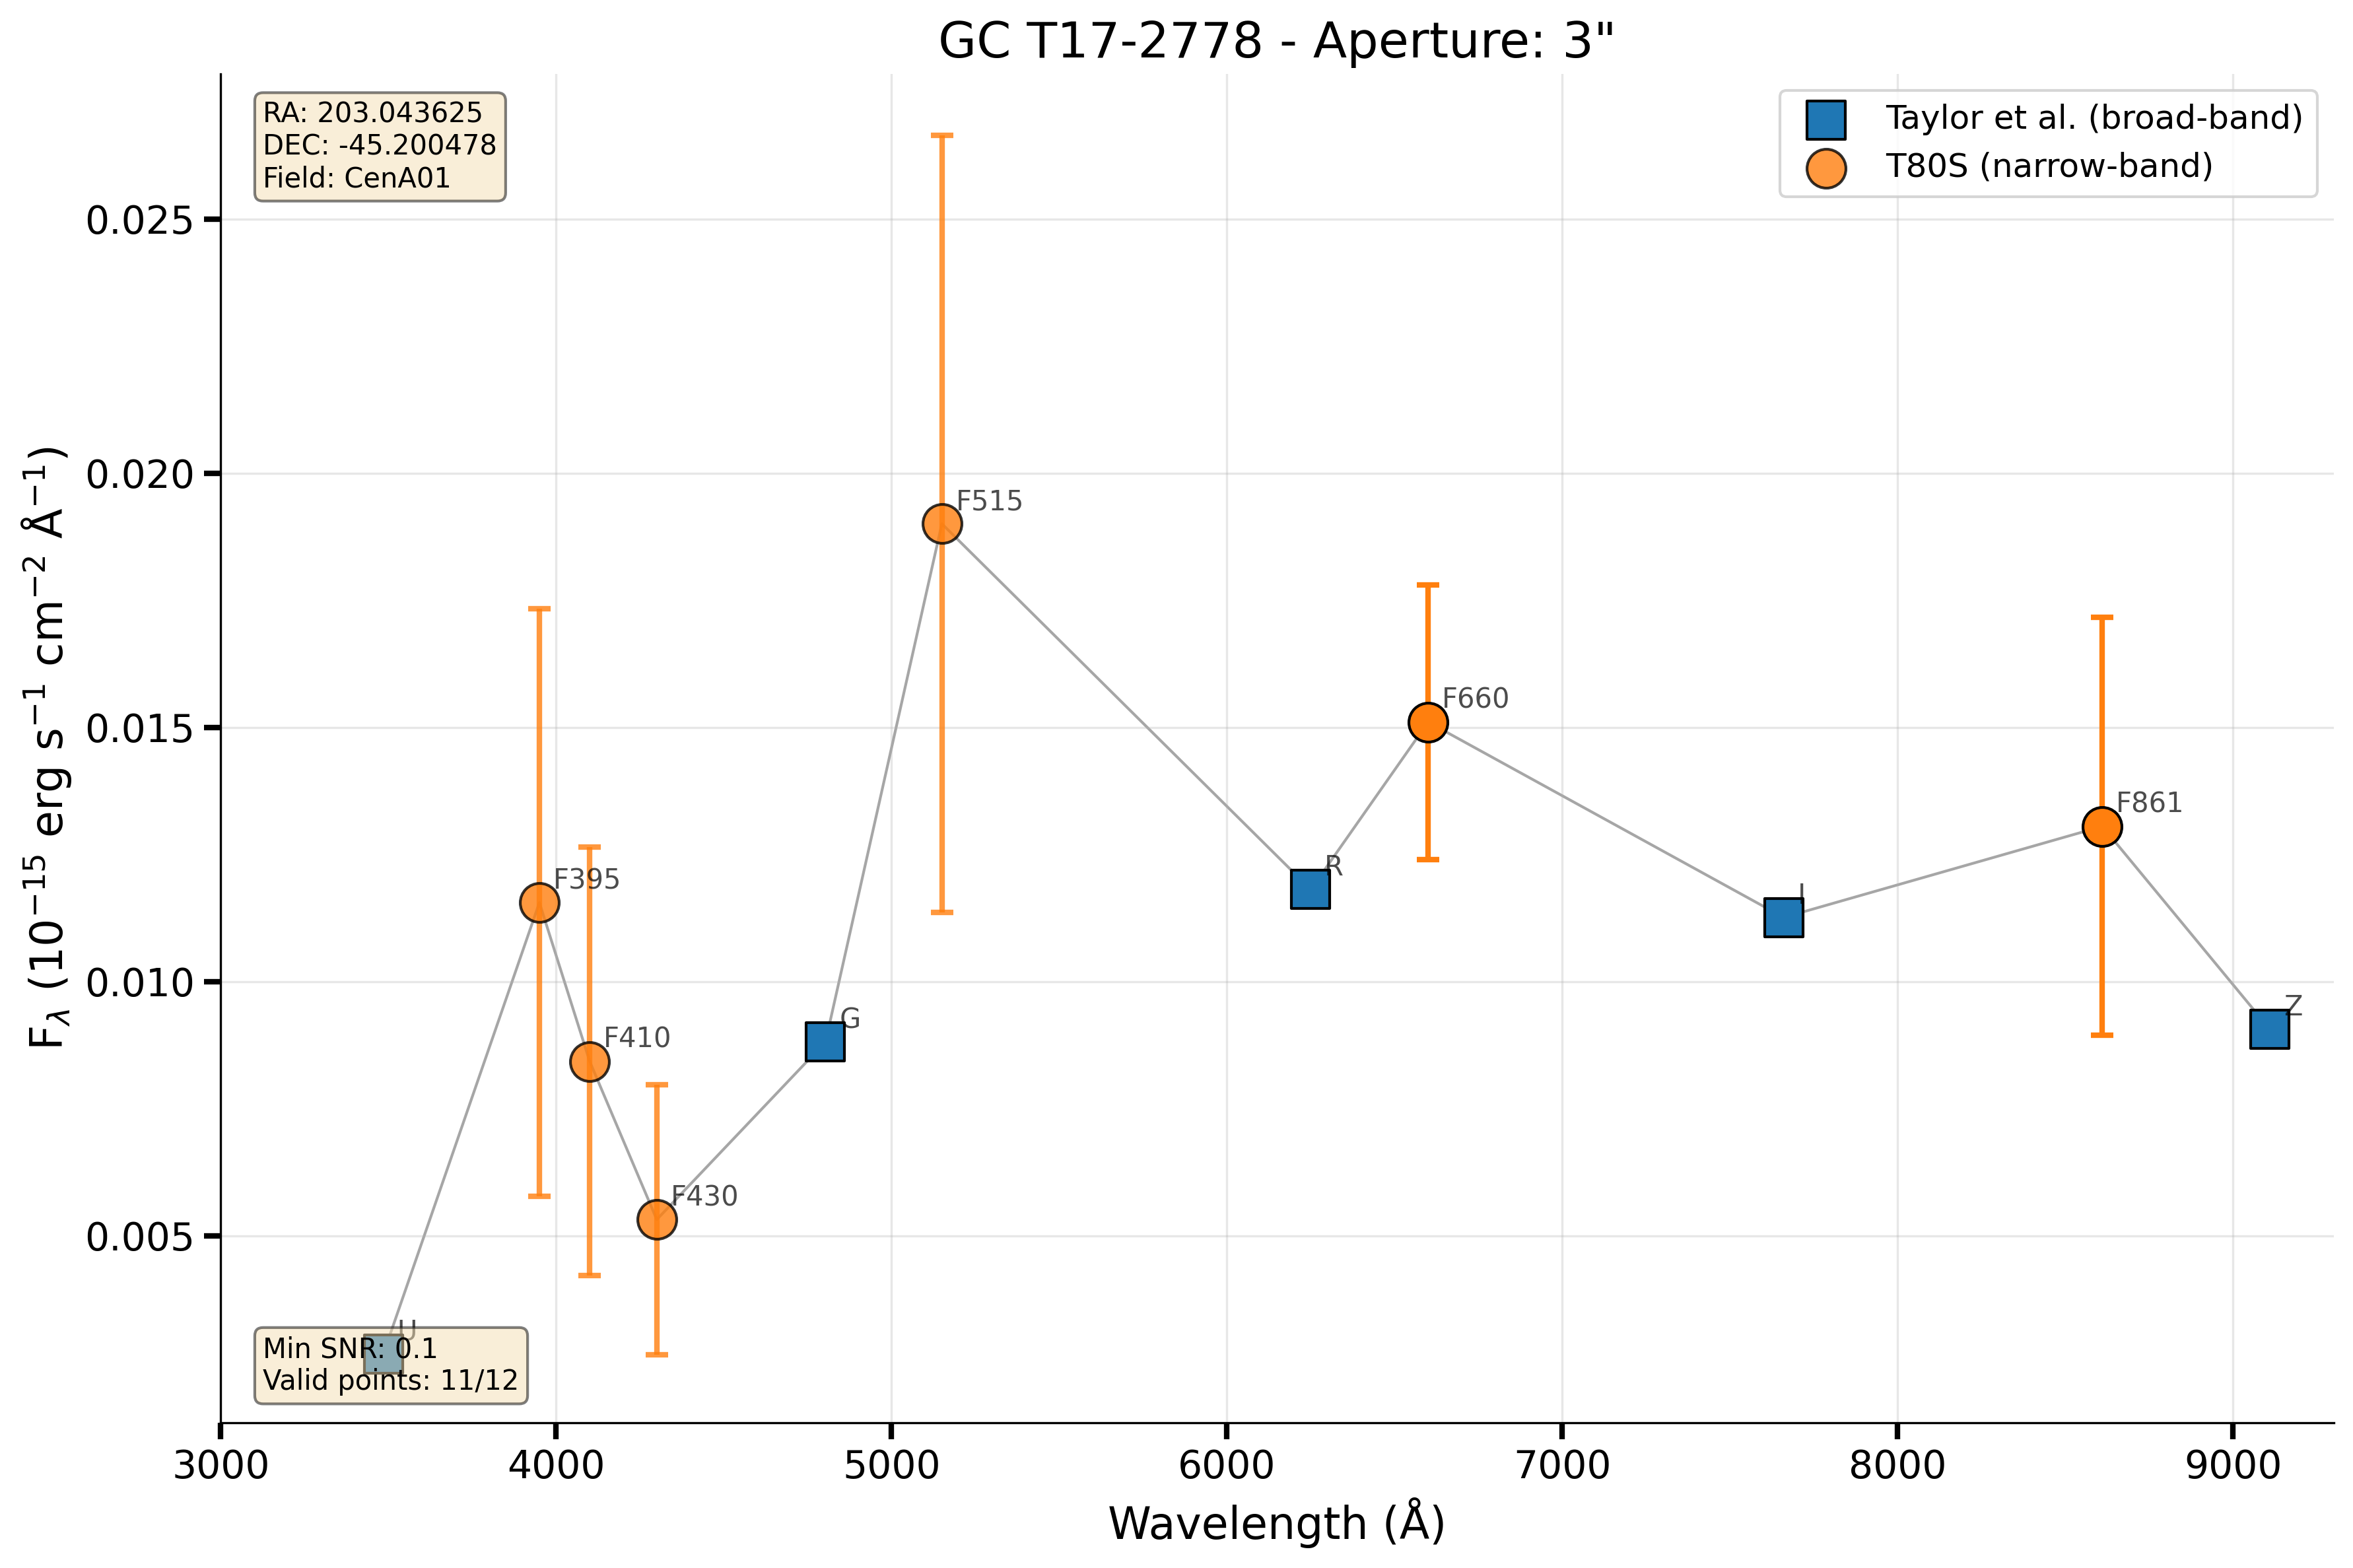 GC T17-2778 - Aperture: 3"
RA: 203.043625
DEC: -45.200478
Field: CenA01
Taylor et al. (broad-band)
T80S (narrow-band)
F_λ (10⁻¹⁵ erg s⁻¹ cm⁻² Å⁻¹)
0.025
0.020
0.015
0.010
0.005
F515
F660
F861
F395
R
I
F410
G
Z
F430
U
Min SNR: 0.1
Valid points: 11/12
3000 4000 5000 6000 7000 8000 9000
Wavelength (Å)